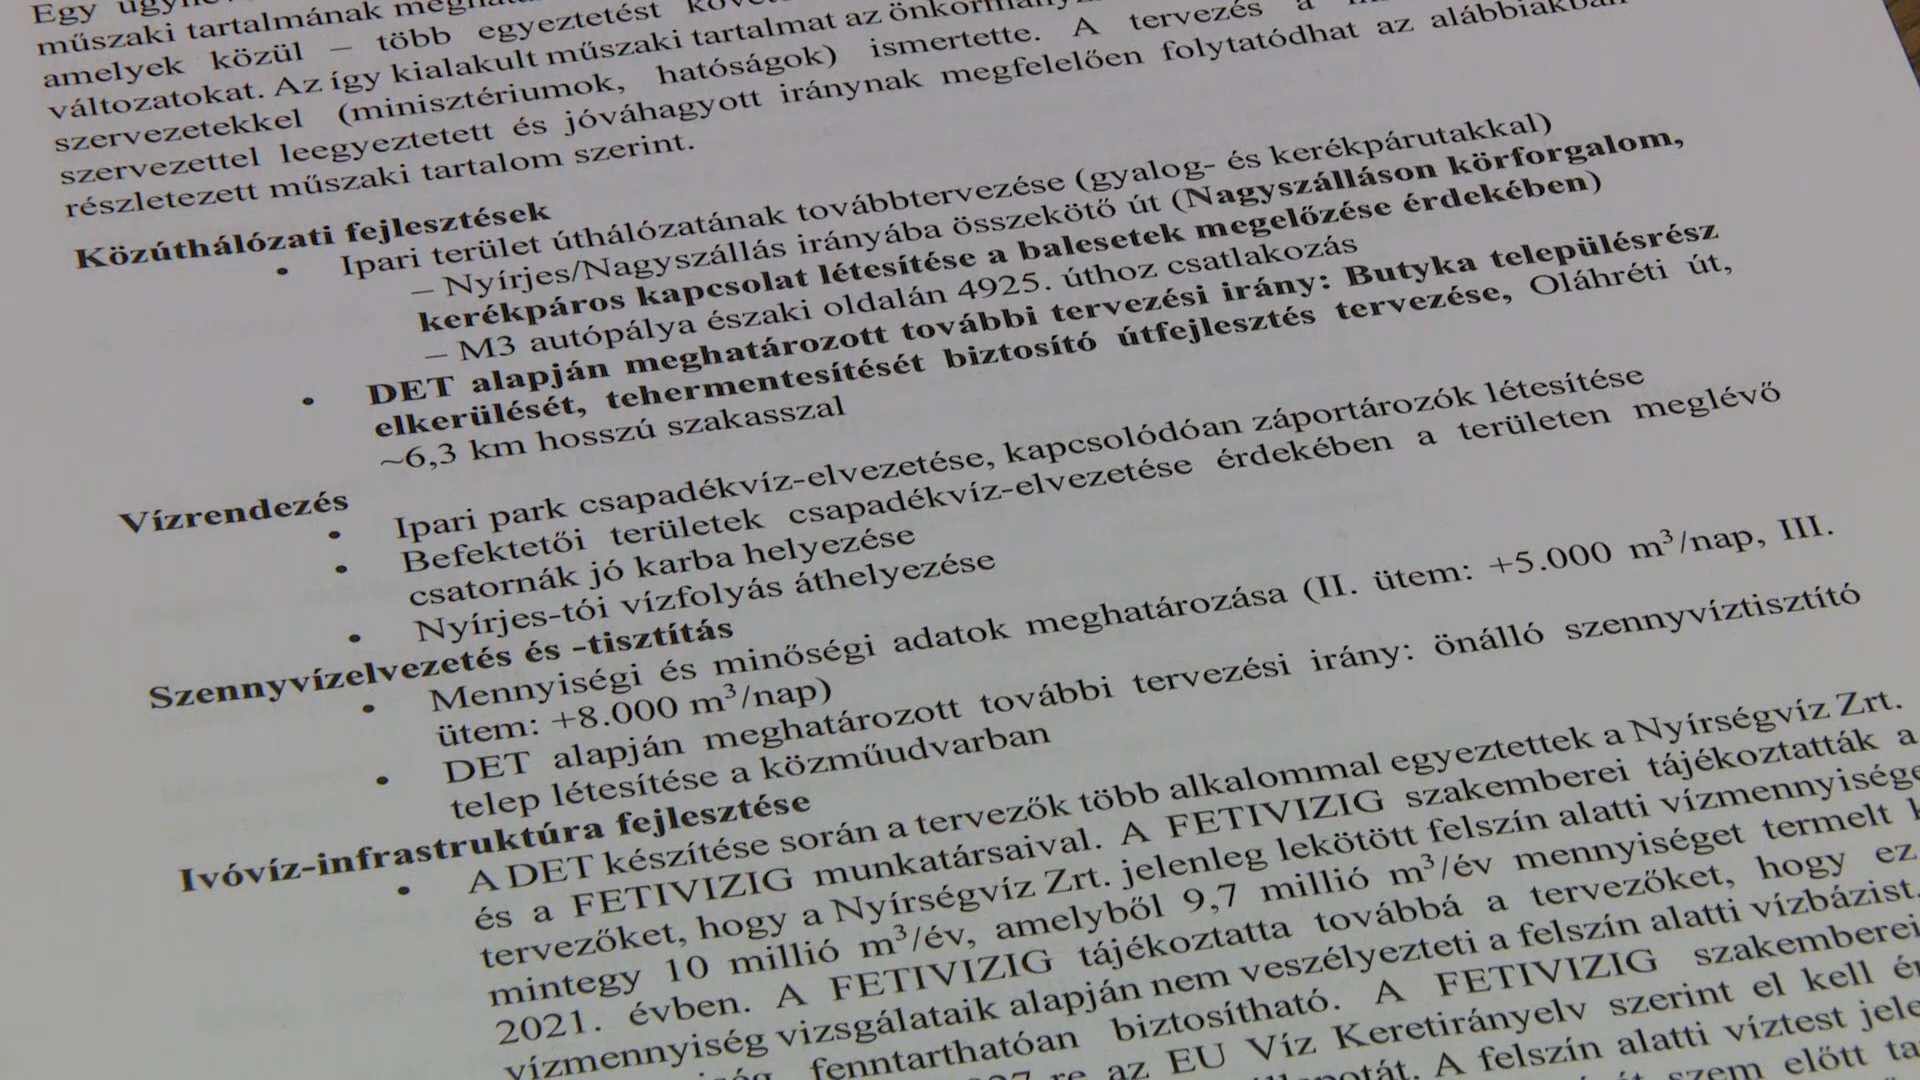 Egy
műszaki tartalmának
amelyek közül – több egyeztetést
változatokat. Az így kialakult műszaki tartalmat az
szervezetekkel (minisztériumok, hatóságok) ismertette. A tervezés a
szervezettel leegyeztetett és jóváhagyott iránynak megfelelően folytatódhat az alábbiakban
részletezett műszaki tartalom szerint.
Közúthálózati fejlesztések
• Ipari terület úthálózatának továbbtervezése (gyalog- és kerékpárutakkal)
– Nyírjes/Nagyszállás irányába összekötő út (Nagyszálláson körforgalom,
kerékpáros kapcsolat létesítése a balesetek megelőzése érdekében)
– M3 autópálya északi oldalán 4925. úthoz csatlakozás
• DET alapján meghatározott további tervezési irány: Butyka településrész
elkerülését, tehermentesítését biztosító útfejlesztés tervezése, Oláhréti út,
~6,3 km hosszú szakasszal
Vízrendezés
• Ipari park csapadékvíz-elvezetése, kapcsolódóan záportározók létesítése
• Befektetői területek csapadékvíz-elvezetése érdekében a területen meglévő
csatornák jó karba helyezése
• Nyírjes-tói vízfolyás áthelyezése
Szennyvízelvezetés és -tisztítás
• Mennyiségi és minőségi adatok meghatározása (II. ütem: +5.000 m³/nap, III.
ütem: +8.000 m³/nap)
• DET alapján meghatározott további tervezési irány: önálló szennyvíztisztító
telep létesítése a közműudvarban
Ivóvíz-infrastruktúra fejlesztése
• A DET készítése során a tervezők több alkalommal egyeztettek a Nyírségvíz Zrt.
és a FETIVIZIG munkatársaival. A FETIVIZIG szakemberei tájékoztatták a
tervezőket, hogy a Nyírségvíz Zrt. jelenleg lekötött felszín alatti
mintegy 10 millió m³/év, amelyből 9,7 millió m³/év mennyiséget termelt
2021. évben. A FETIVIZIG tájékoztatta továbbá a tervezőket, hogy ez
vízmennyiség vizsgálataik alapján nem veszélyezteti a felszín alatti vízbázist.
fenntarthatóan biztosítható. A FETIVIZIG szakemberei
az EU Víz Keretirányelv szerint el kell
A felszín alatti víztest
szem előtt